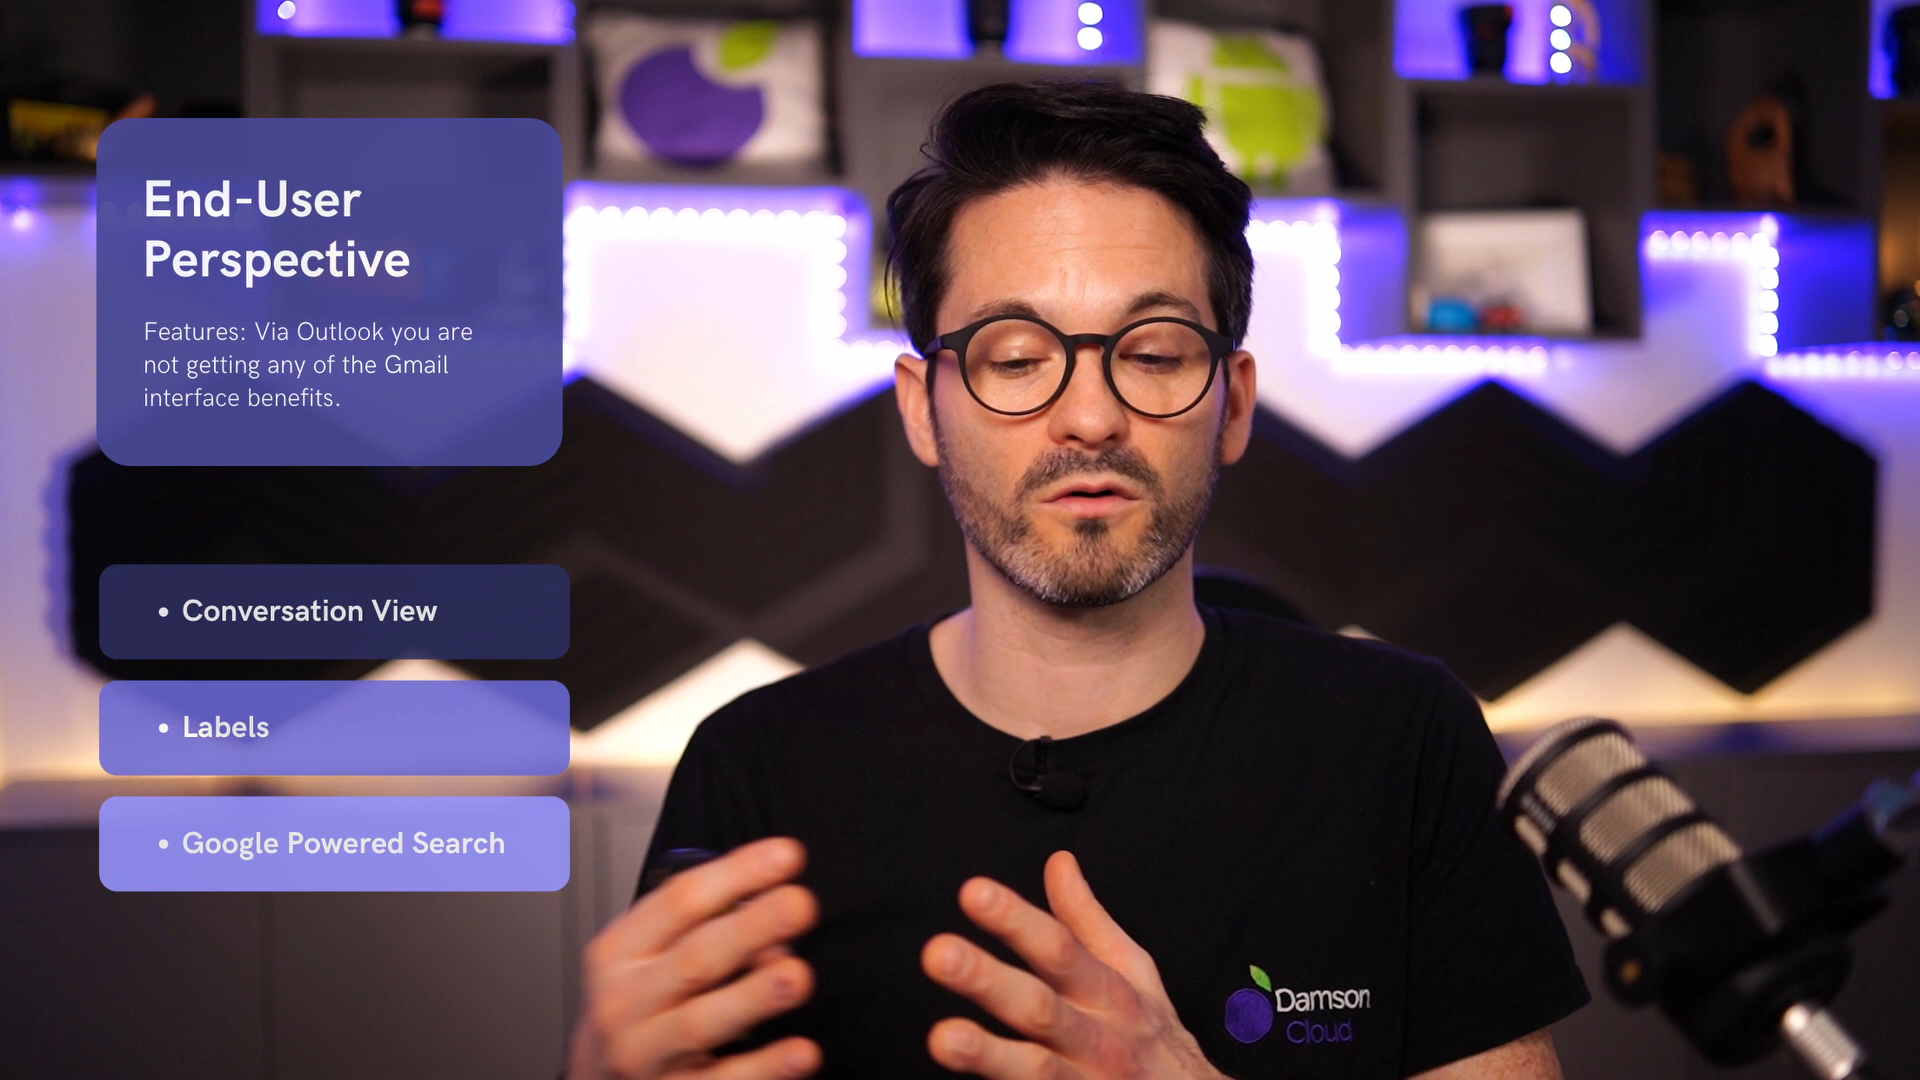 End-User
Perspective
Features: Via Outlook you are
not getting any of the Gmail
interface benefits.
• Conversation View
• Labels
• Google Powered Search
Damson
Cloud